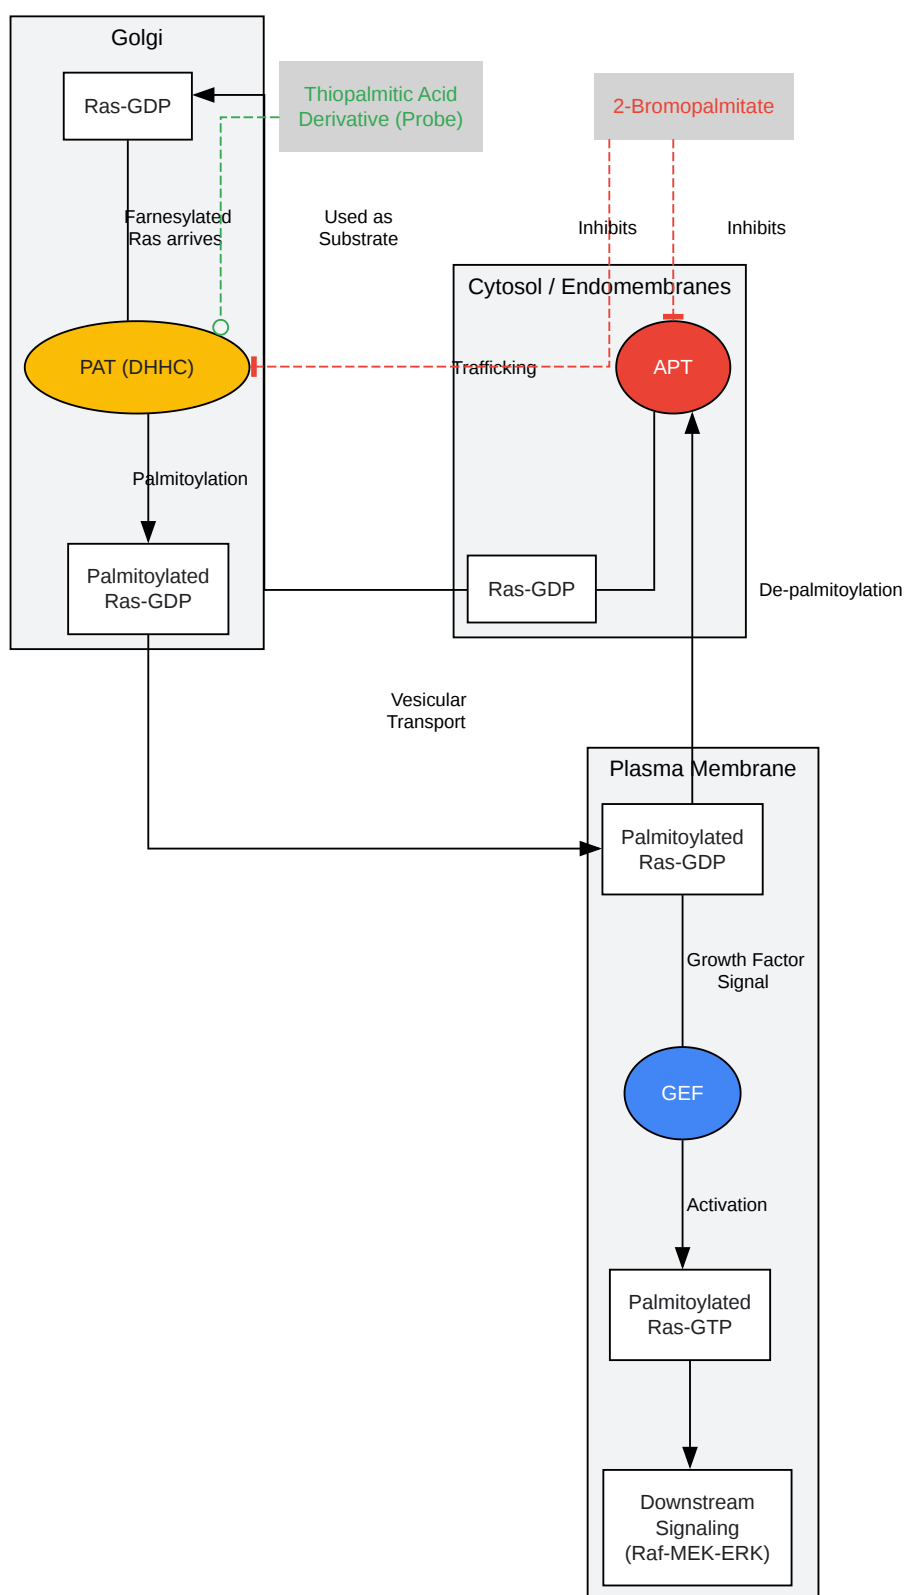 Golgi
Ras-GDP
Thiopalmitic Acid
Derivative (Probe)
2-Bromopalmitate
Farnesylated
Ras arrives
Used as
Substrate
Inhibits
Inhibits
Cytosol / Endomembranes
PAT (DHHC)
Trafficking
APT
Palmitoylation
Palmitoylated
Ras-GDP
Ras-GDP
De-palmitoylation
Vesicular
Transport
Plasma Membrane
Palmitoylated
Ras-GDP
Growth Factor
Signal
GEF
Activation
Palmitoylated
Ras-GTP
Downstream
Signaling
(Raf-MEK-ERK)